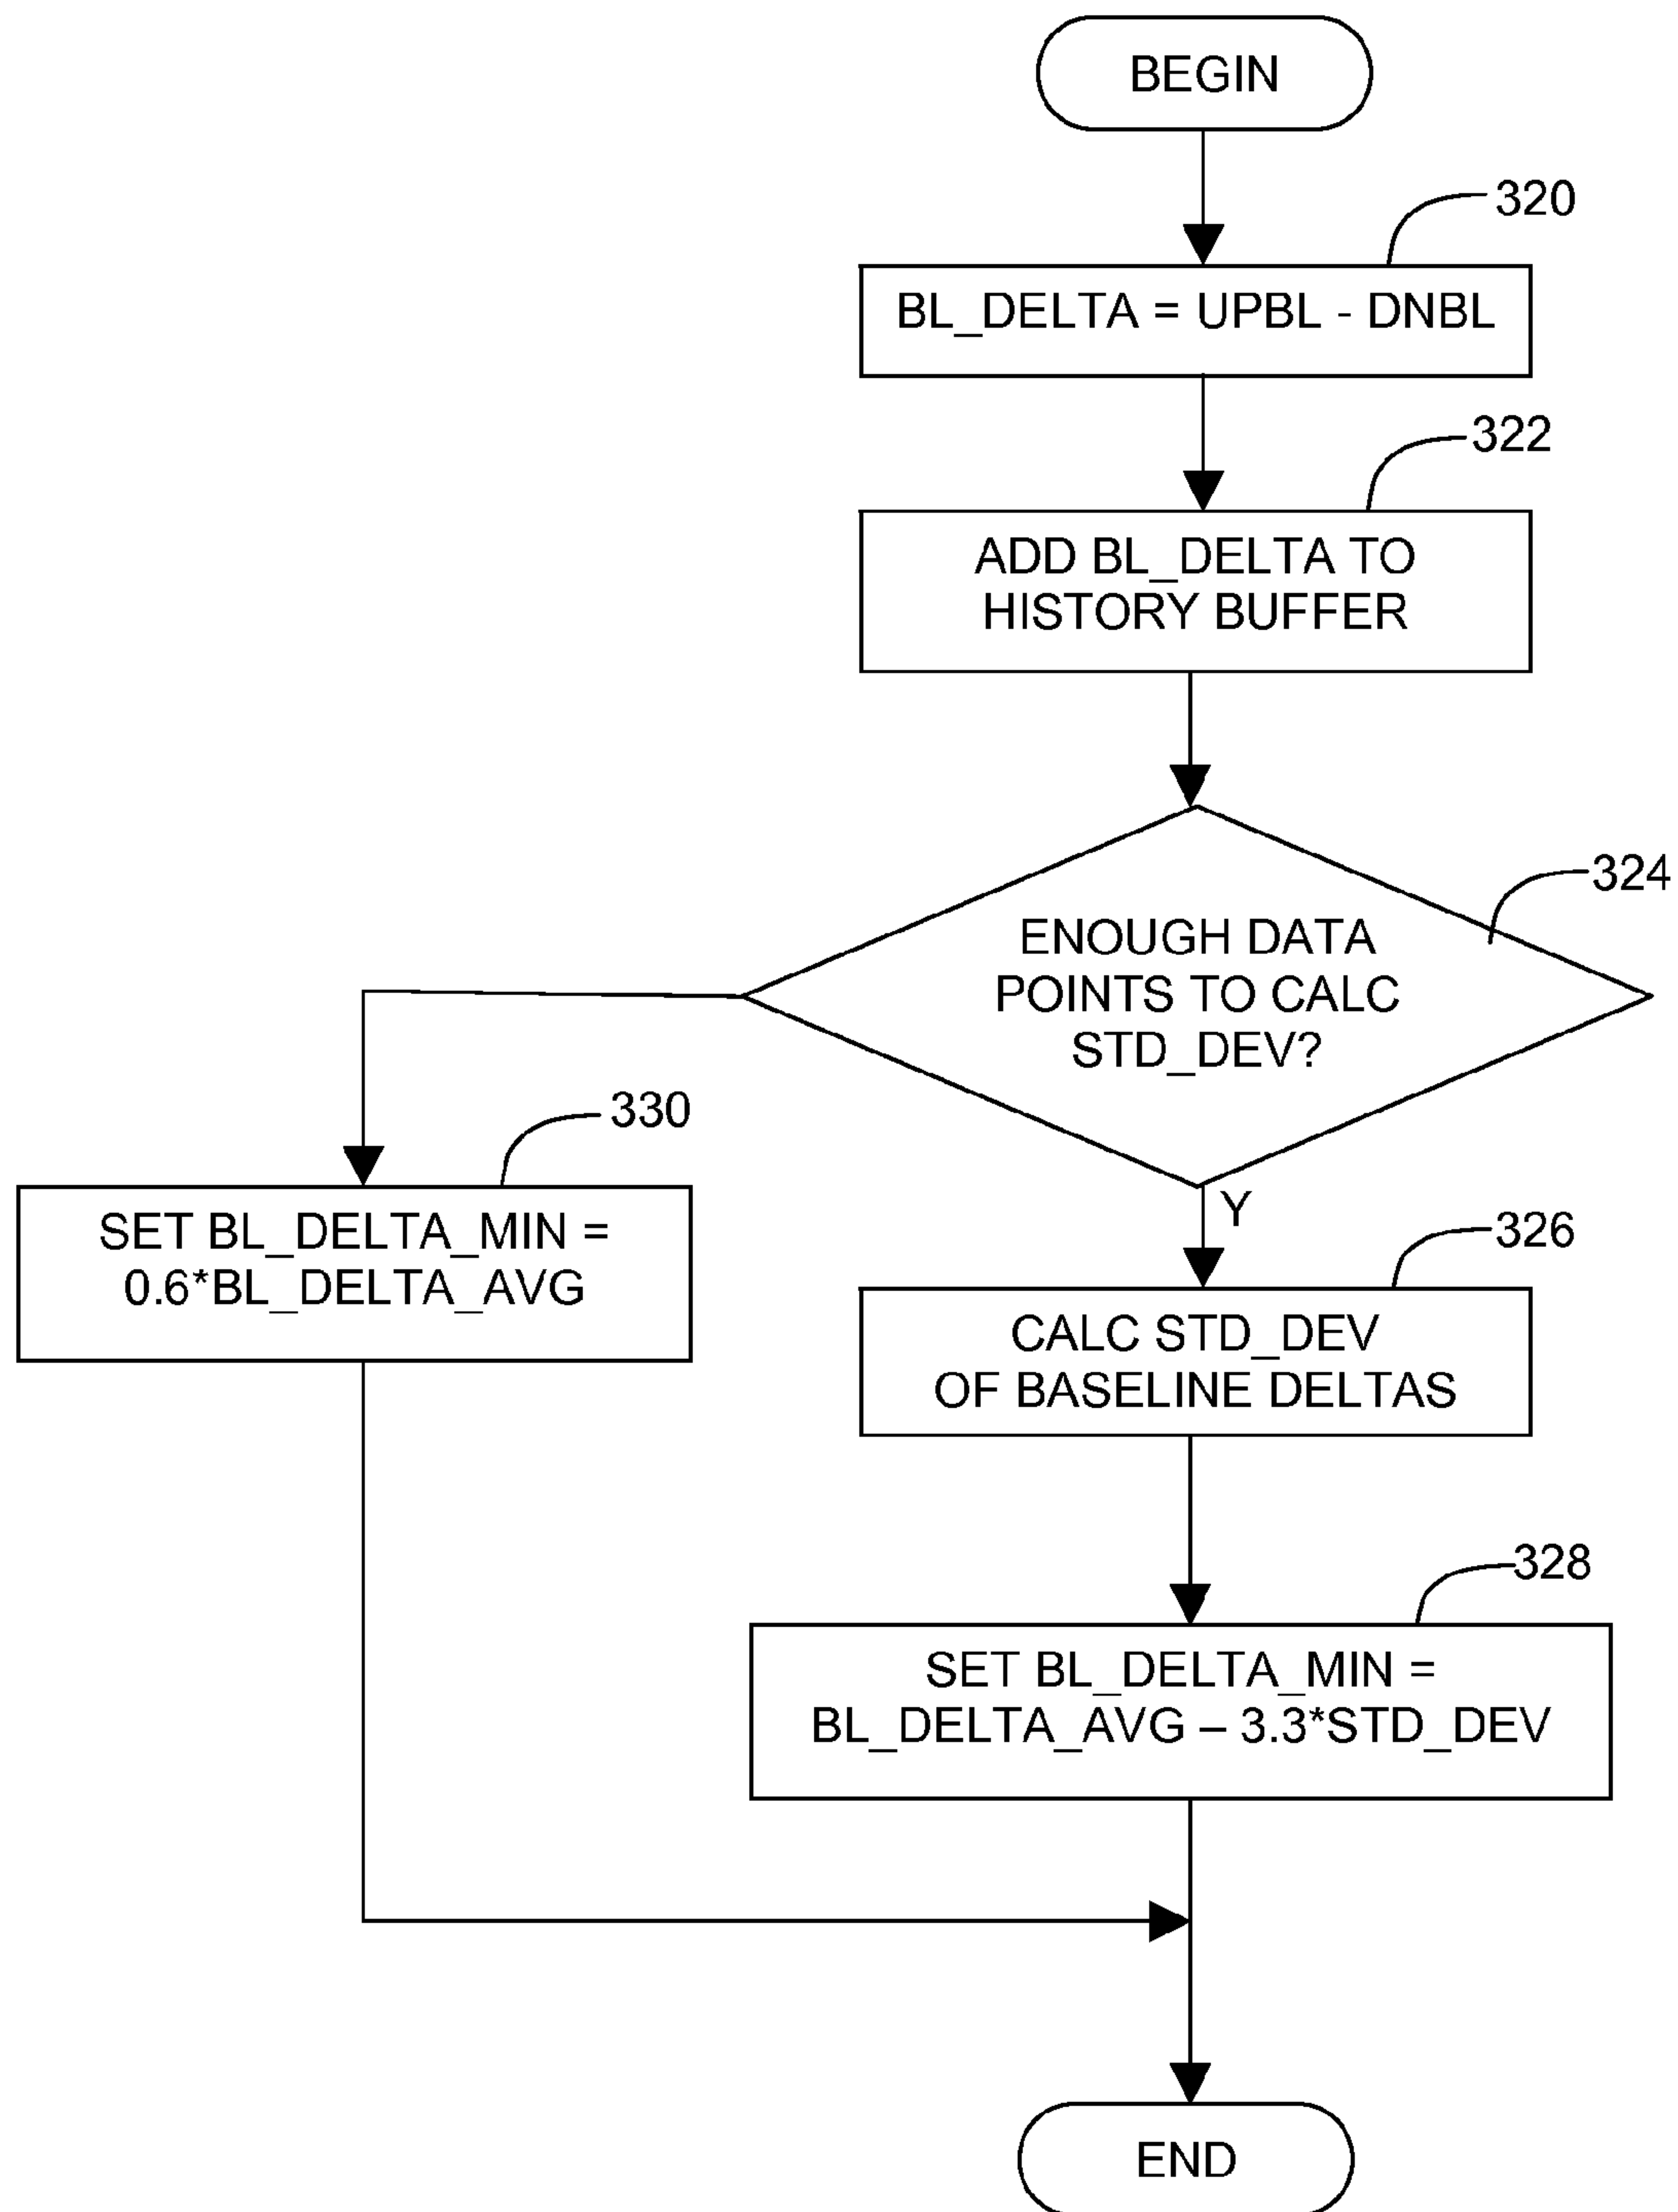 BEGIN
320
BL_DELTA = UPBL - DNBL
322
ADD BL_DELTA TO
HISTORY BUFFER
324
ENOUGH DATA
POINTS TO CALC
STD_DEV?
330
SET BL_DELTA_MIN =
0.6*BL_DELTA_AVG
Y
326
CALC STD_DEV
OF BASELINE DELTAS
328
SET BL_DELTA_MIN =
BL_DELTA_AVG – 3.3*STD_DEV
END